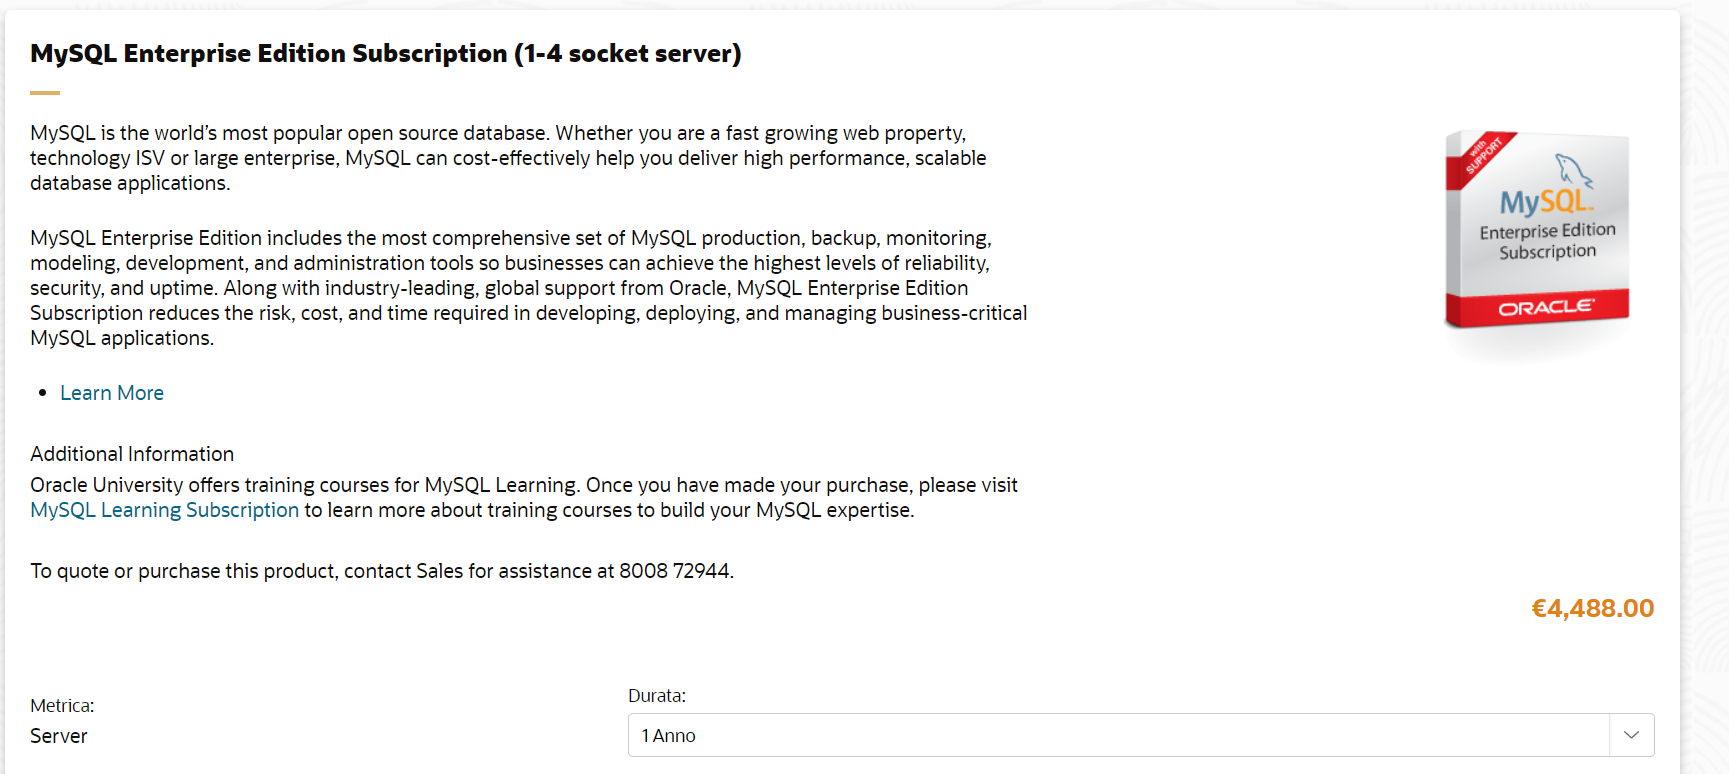 MySQL Enterprise Edition Subscription (1-4 socket server)
MySQL is the world’s most popular open source database. Whether you are a fast growing web property,
technology ISV or large enterprise, MySQL can cost-effectively help you deliver high performance, scalable
database applications.
with
SUPPORT
MySQL™
Enterprise Edition
Subscription
ORACLE®
MySQL Enterprise Edition includes the most comprehensive set of MySQL production, backup, monitoring,
modeling, development, and administration tools so businesses can achieve the highest levels of reliability,
security, and uptime. Along with industry-leading, global support from Oracle, MySQL Enterprise Edition
Subscription reduces the risk, cost, and time required in developing, deploying, and managing business-critical
MySQL applications.
• Learn More
Additional Information
Oracle University offers training courses for MySQL Learning. Once you have made your purchase, please visit
MySQL Learning Subscription to learn more about training courses to build your MySQL expertise.
To quote or purchase this product, contact Sales for assistance at 8008 72944.
€4,488.00
Metrica:
Server
Durata:
1 Anno